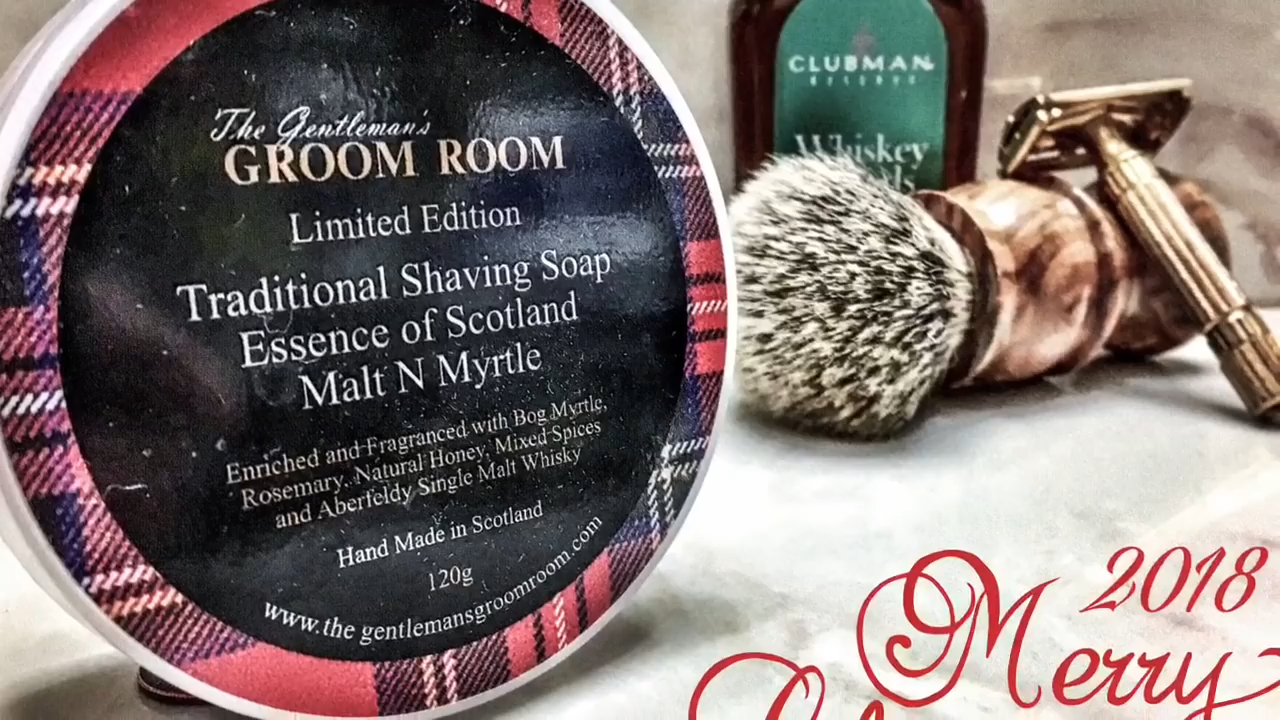 The Gentleman's
GROOM ROOM
Limited Edition
Traditional Shaving Soap
Essence of Scotland
Malt N Myrtle
Enriched and Fragranced with Bog Myrtle,
Rosemary, Natural Honey, Mixed Spices
and Aberfeldy Single Malt Whisky
Hand Made in Scotland
120g
www.the gentlemansgroomroom.com
CLUBMAN
RESERVE
Whiskey
2018
Merry